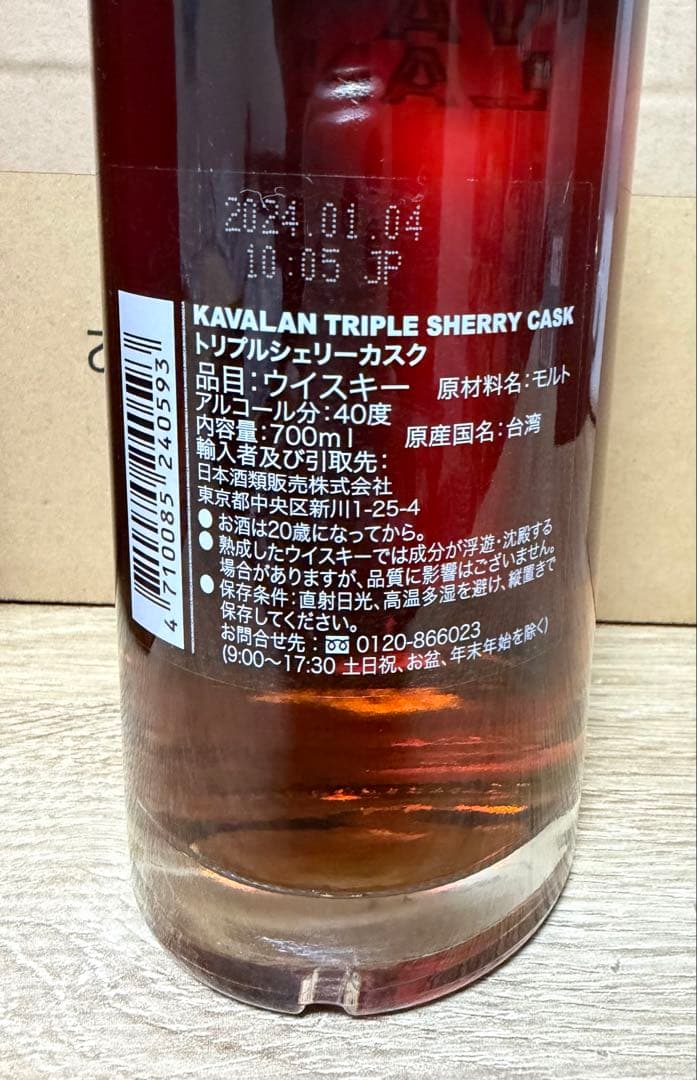 2024.01.04
10:05 JP
KAVALAN TRIPLE SHERRY CASK
トリプルシェリーカスク
品目：ウイスキー 原材料名：モルト
アルコール分：40度
内容量：700ml 原産国名：台湾
輸入者及び引取先：
日本酒類販売株式会社
東京都中央区新川1-25-4
●お酒は20歳になってから。
●熟成したウイスキーでは成分が浮遊・沈殿する
場合がありますが、品質に影響はございません。
●保存条件：直射日光、高温多湿を避け、縦置きで
保存してください。
お問合せ先： 0120-866023
(9:00〜17:30 土日祝、お盆、年末年始を除く)
4 710085 240593